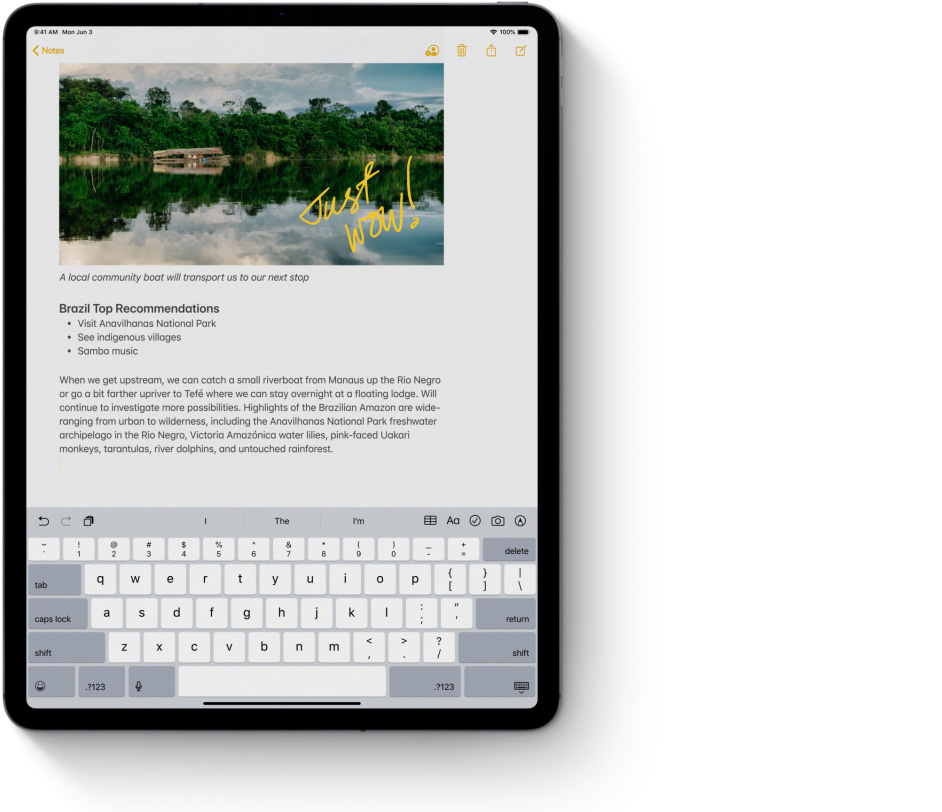 9:41 AM Mon Jun 3 100%
Notes
Just
wow!
A local community boat will transport us to our next stop
Brazil Top Recommendations
• Visit Anavilhanas National Park
• See indigenous villages
• Samba music
When we get upstream, we can catch a small riverboat from Manaus up the Rio Negro
or go a bit farther upriver to Tefé where we can stay overnight at a floating lodge. Will
continue to investigate more possibilities. Highlights of the Brazilian Amazon are wide-
ranging from urban to wilderness, including the Anavilhanas National Park freshwater
archipelago in the Rio Negro, Victoria Amazónica water lilies, pink-faced Uakari
monkeys, tarantulas, river dolphins, and untouched rainforest.
I The I'm Aa
~ ! @ # $ % ^ & * ( ) _ +
` 1 2 3 4 5 6 7 8 9 0 - = delete
tab q w e r t y u i o p { [ } ] | \
caps lock a s d f g h j k l : ; " ' return
shift z x c v b n m < , > . ? / shift
.?123 .?123